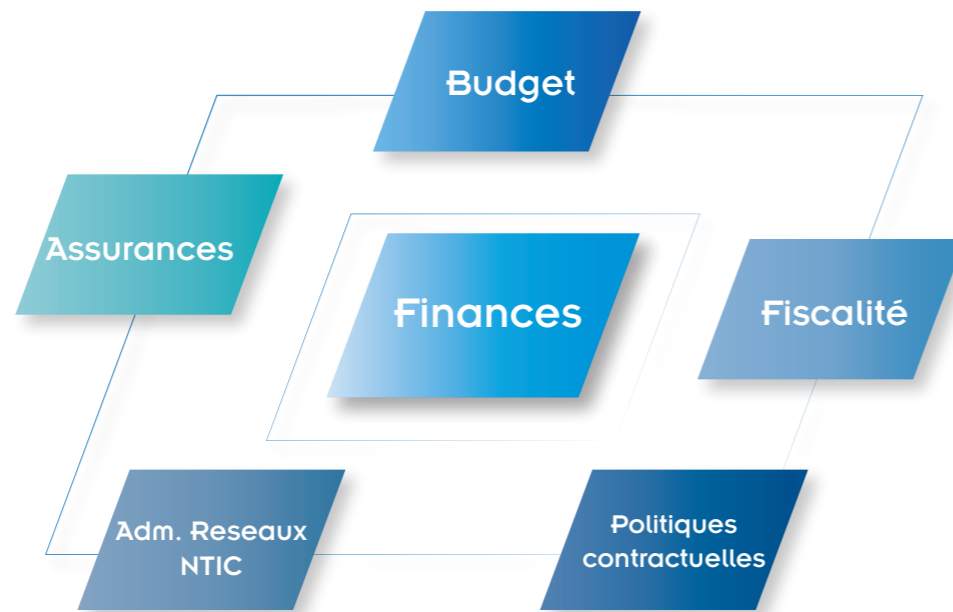 Budget
Assurances
Finances
Fiscalité
Adm. Reseaux
NTIC
Politiques
contractuelles